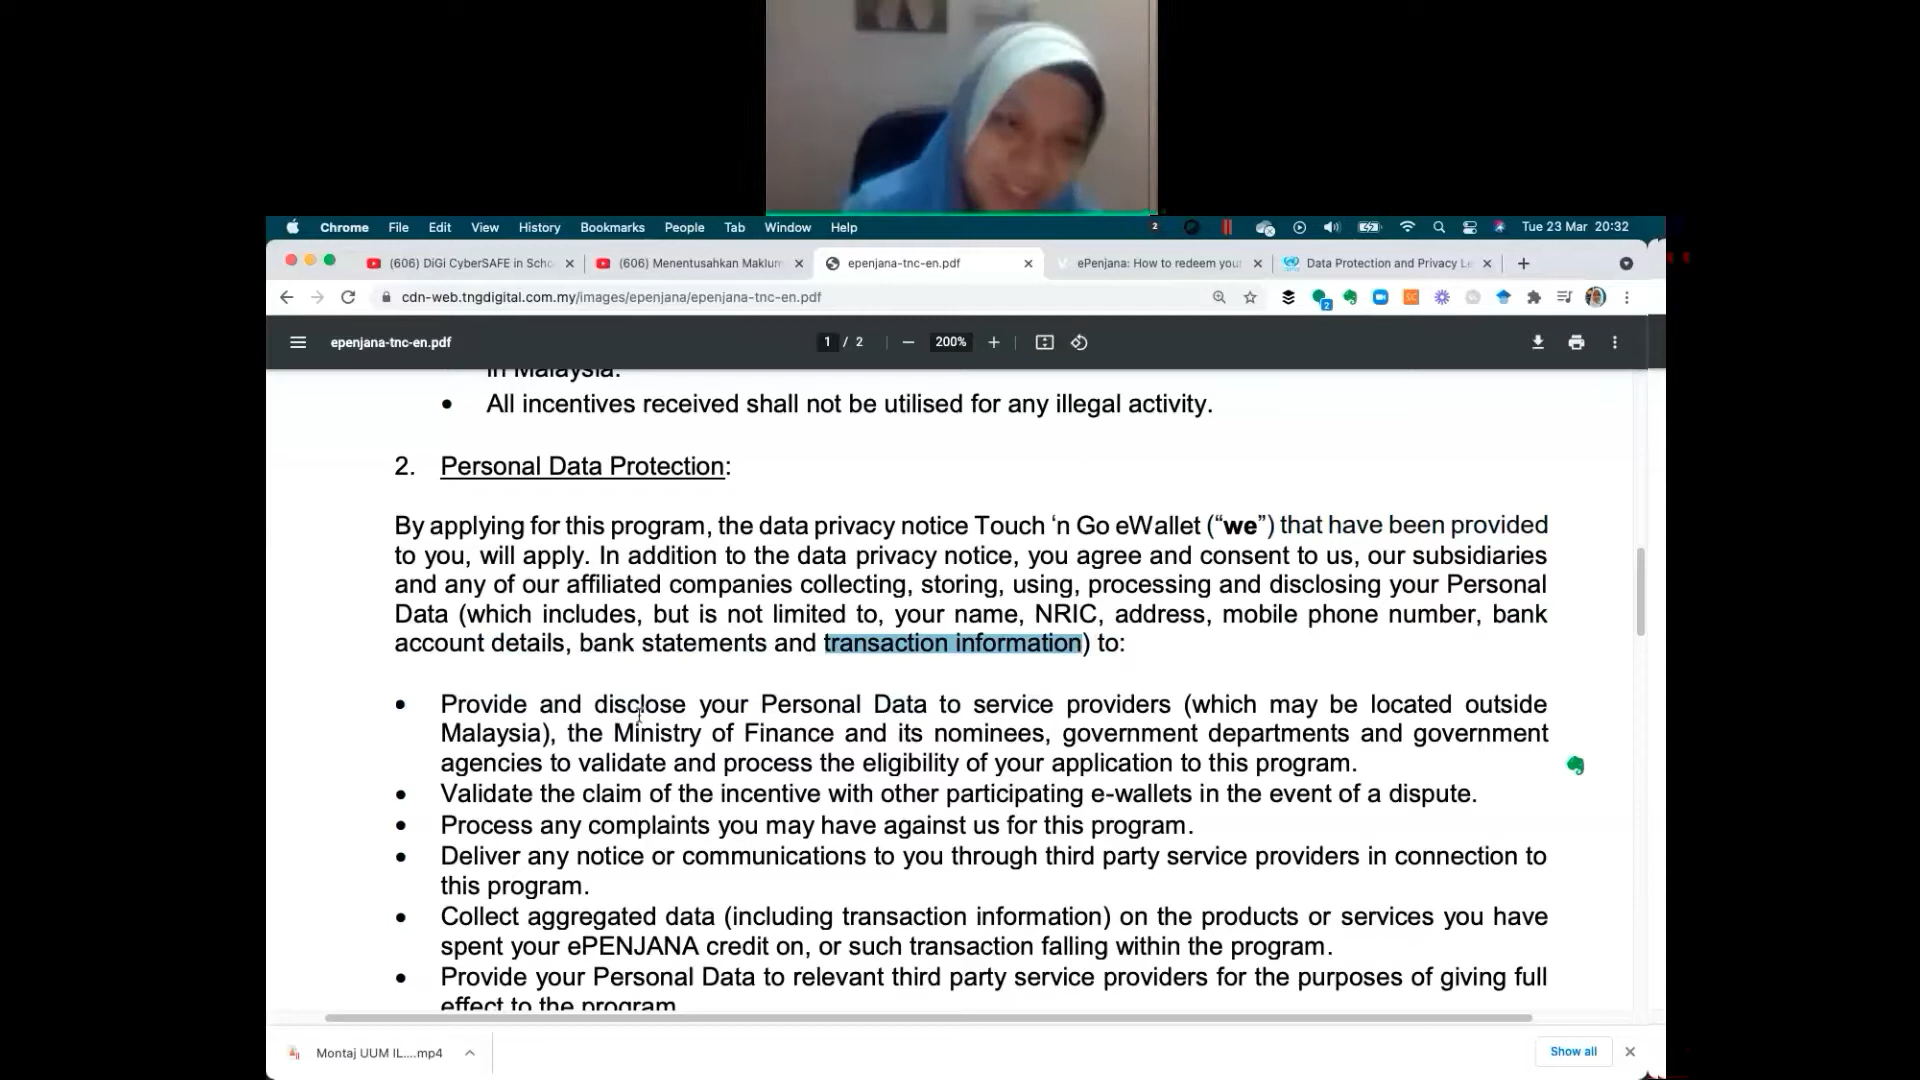 Chrome File Edit View History Bookmarks People Tab Window Help 2 Tue 23 Mar 20:32
(606) DiGi CyberSAFE in Scho (606) Menentusahkan Maklum epenjana-tnc-en.pdf ePenjana: How to redeem your Data Protection and Privacy Le
cdn-web.tngdigital.com.my/images/epenjana/epenjana-tnc-en.pdf 2 SC
epenjana-tnc-en.pdf 1 / 2 200%
in Malaysia.
• All incentives received shall not be utilised for any illegal activity.
2. Personal Data Protection:
By applying for this program, the data privacy notice Touch ‘n Go eWallet (“we”) that have been provided
to you, will apply. In addition to the data privacy notice, you agree and consent to us, our subsidiaries
and any of our affiliated companies collecting, storing, using, processing and disclosing your Personal
Data (which includes, but is not limited to, your name, NRIC, address, mobile phone number, bank
account details, bank statements and transaction information) to:
• Provide and disclose your Personal Data to service providers (which may be located outside
Malaysia), the Ministry of Finance and its nominees, government departments and government
agencies to validate and process the eligibility of your application to this program.
• Validate the claim of the incentive with other participating e-wallets in the event of a dispute.
• Process any complaints you may have against us for this program.
• Deliver any notice or communications to you through third party service providers in connection to
this program.
• Collect aggregated data (including transaction information) on the products or services you have
spent your ePENJANA credit on, or such transaction falling within the program.
• Provide your Personal Data to relevant third party service providers for the purposes of giving full
effect to the program
Montaj UUM IL....mp4 Show all